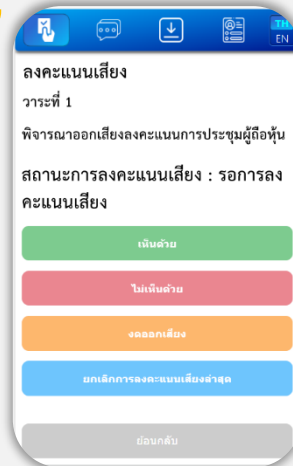 TH
EN
ลงคะแนนเสียง
วาระที่ 1
พิจารณาออกเสียงลงคะแนนการประชุมผู้ถือหุ้น
สถานะการลงคะแนนเสียง : รอการลง
คะแนนเสียง
เห็นด้วย
ไม่เห็นด้วย
งดออกเสียง
ยกเลิกการลงคะแนนเสียงล่าสุด
ย้อนกลับ